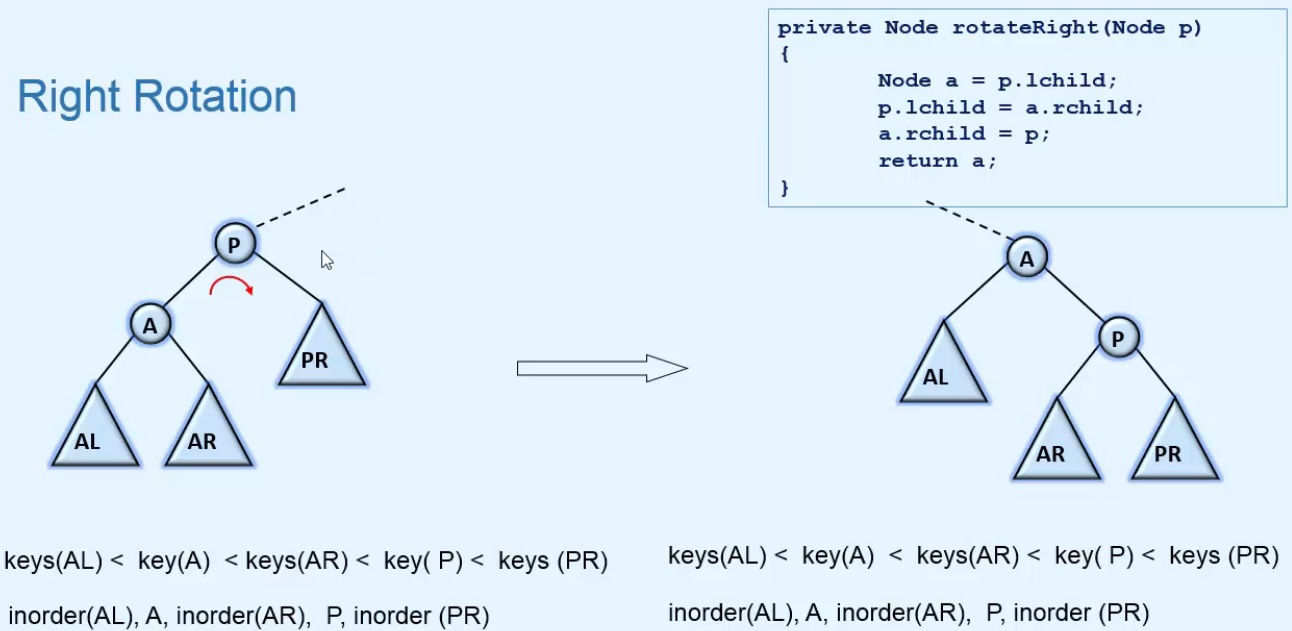 Right Rotation
private Node rotateRight(Node p)
{
Node a = p.lchild;
p.lchild = a.rchild;
a.rchild = p;
return a;
}
P
A
PR
AL
AR
A
P
AL
AR
PR
keys(AL) < key(A) < keys(AR) < key( P) < keys (PR)
inorder(AL), A, inorder(AR), P, inorder (PR)
keys(AL) < key(A) < keys(AR) < key( P) < keys (PR)
inorder(AL), A, inorder(AR), P, inorder (PR)